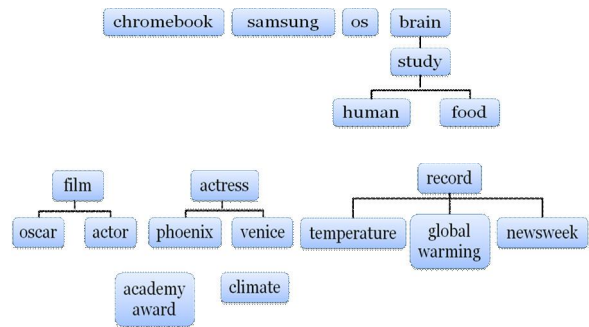 chromebook samsung os brain
study
human food
film actress record
oscar actor phoenix venice temperature global warming newsweek
academy award climate